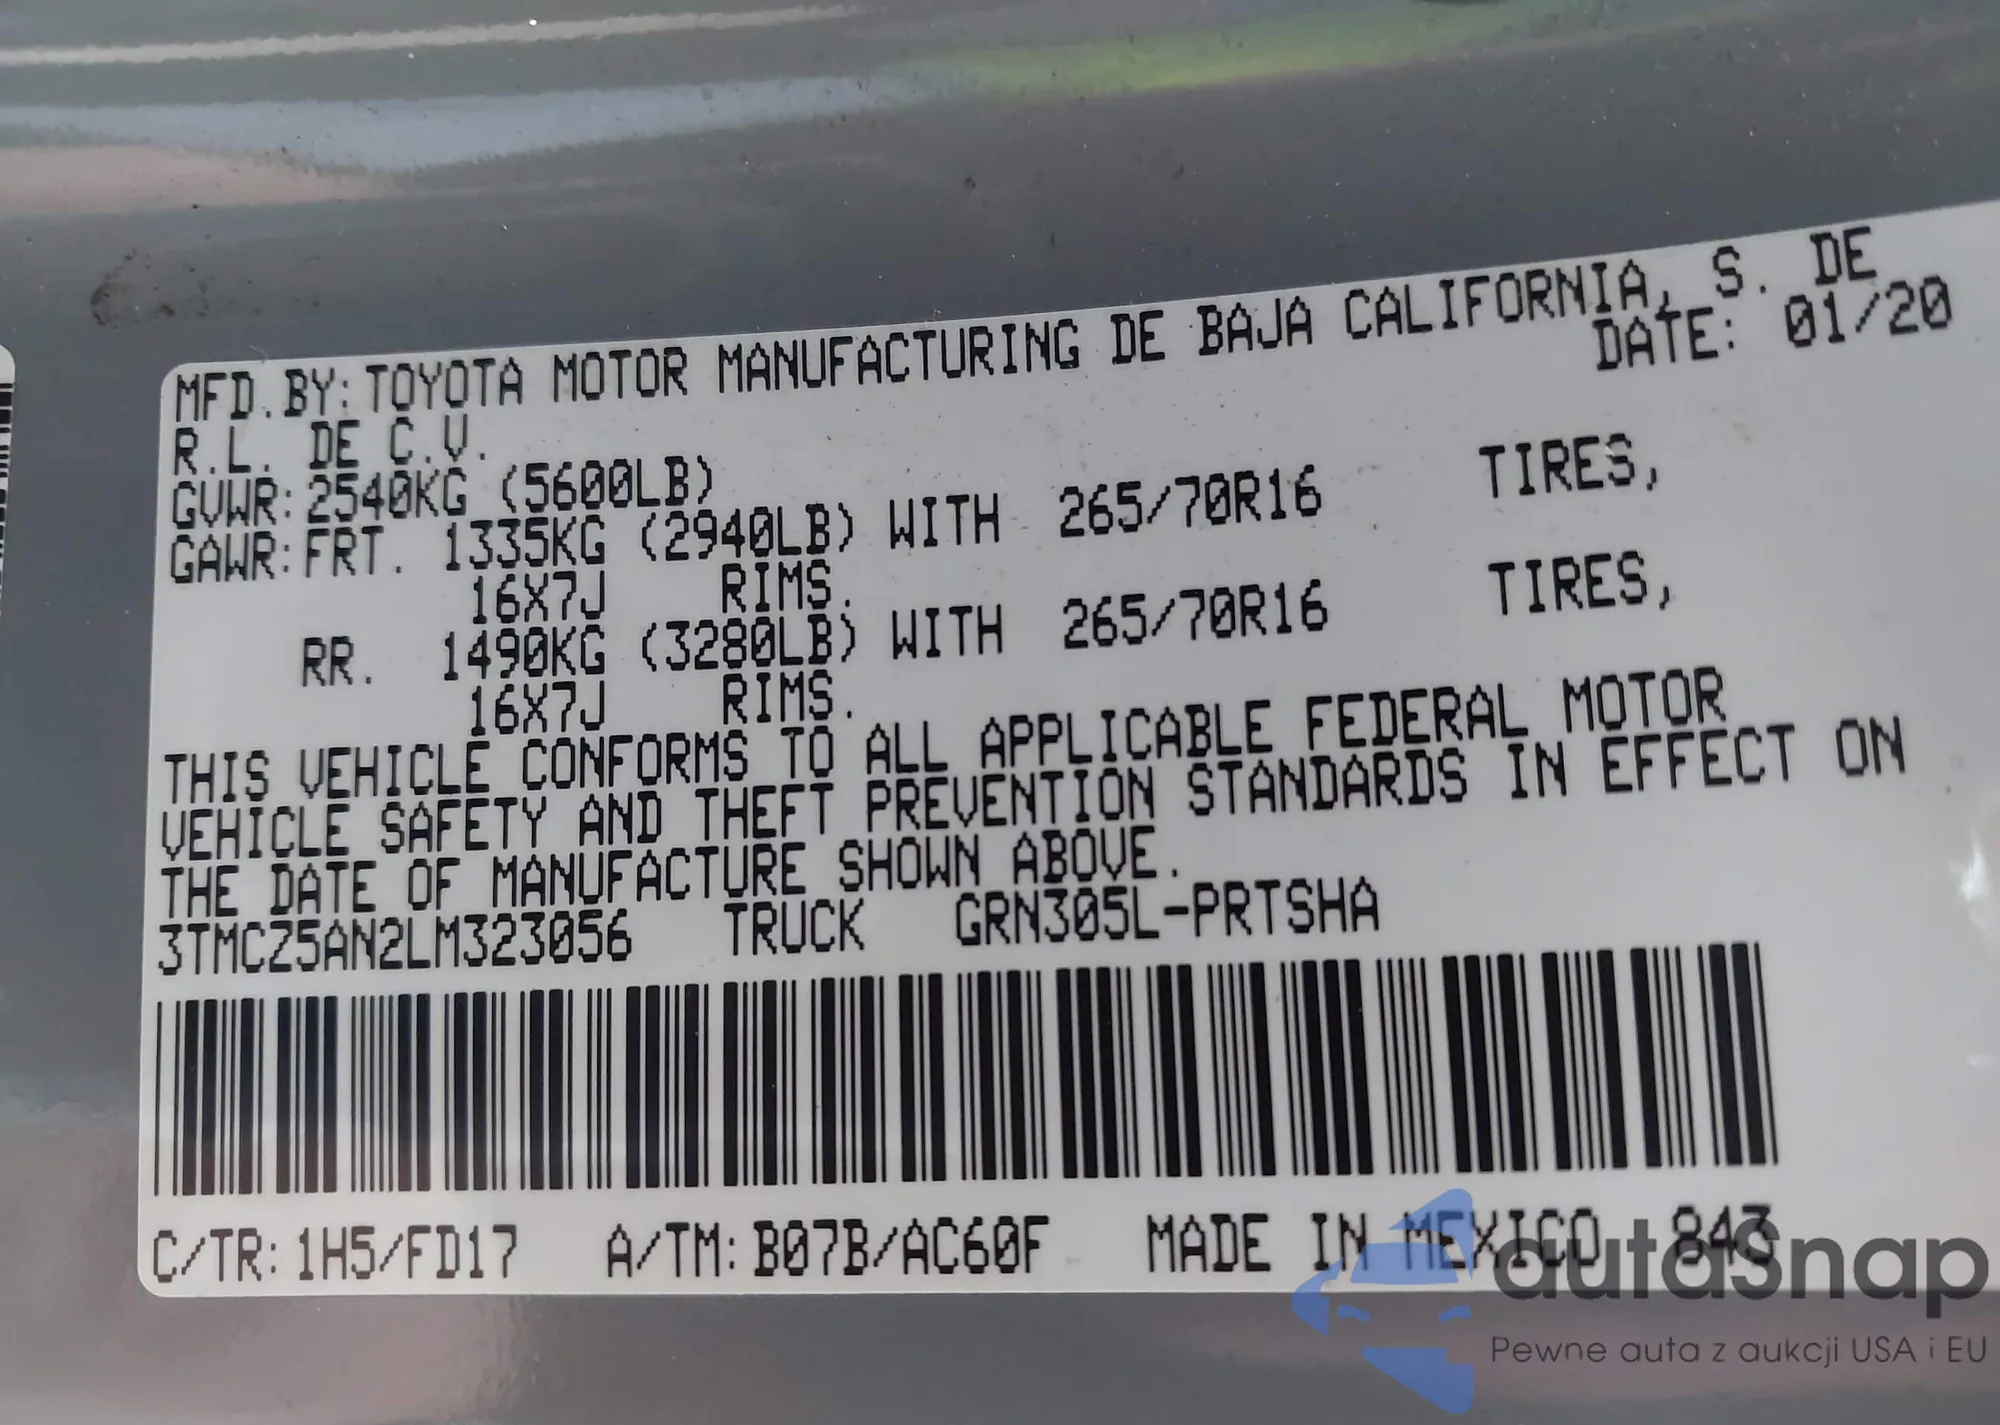 MFD.BY:TOYOTA MOTOR MANUFACTURING DE BAJA CALIFORNIA, S. DE
R.L. DE C.V.
DATE: 01/20
GVWR:2540KG (5600LB)
GAWR:FRT. 1335KG (2940LB) WITH 265/70R16 TIRES,
16X7J RIMS.
RR. 1490KG (3280LB) WITH 265/70R16 TIRES,
16X7J RIMS.
THIS VEHICLE CONFORMS TO ALL APPLICABLE FEDERAL MOTOR
VEHICLE SAFETY AND THEFT PREVENTION STANDARDS IN EFFECT ON
THE DATE OF MANUFACTURE SHOWN ABOVE.
3TMCZ5AN2LM323056 TRUCK GRN305L-PRTSHA
C/TR:1H5/FD17 A/TM:B07B/AC60F MADE IN MEXICO 843
autoSnap
Pewne auta z aukcji USA i EU